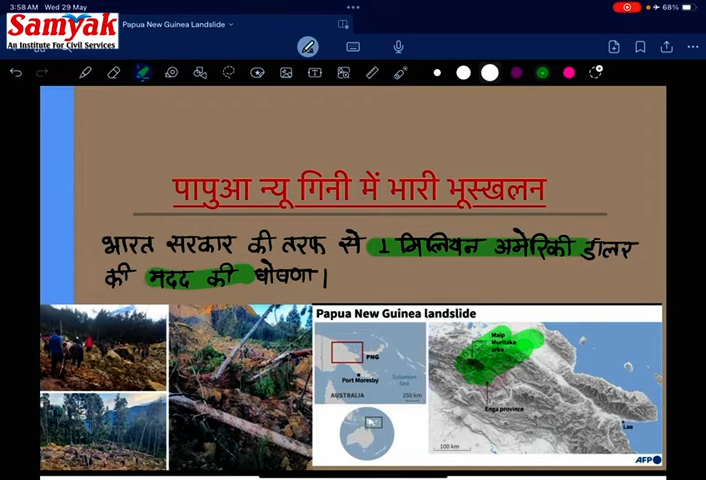 3:58 AM Wed 29 May
68%
Samyak
An Institute For Civil Services
Papua New Guinea Landslide
पापुआ न्यू गिनी में भारी भूस्खलन
भारत सरकार की तरफ से 1 मिलियन अमेरिकी डॉलर
की मदद की घोषणा।
Papua New Guinea landslide
PNG
Port Moresby
Solomon
Sea
AUSTRALIA
250 km
Maip
Muritaka
area
Enga province
Lae
100 km
AFP